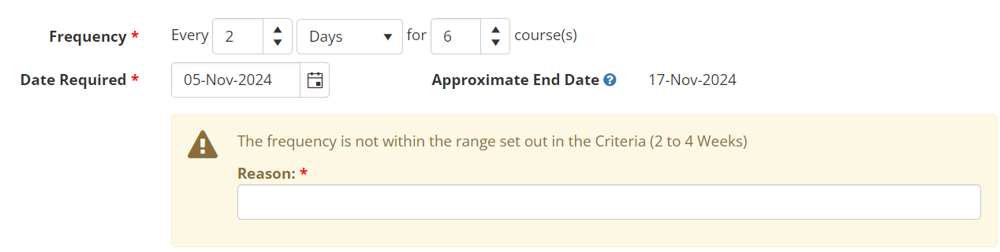 Frequency * Every 2 Days for 6 course(s)
Date Required * 05-Nov-2024 Approximate End Date ? 17-Nov-2024
The frequency is not within the range set out in the Criteria (2 to 4 Weeks)
Reason: *